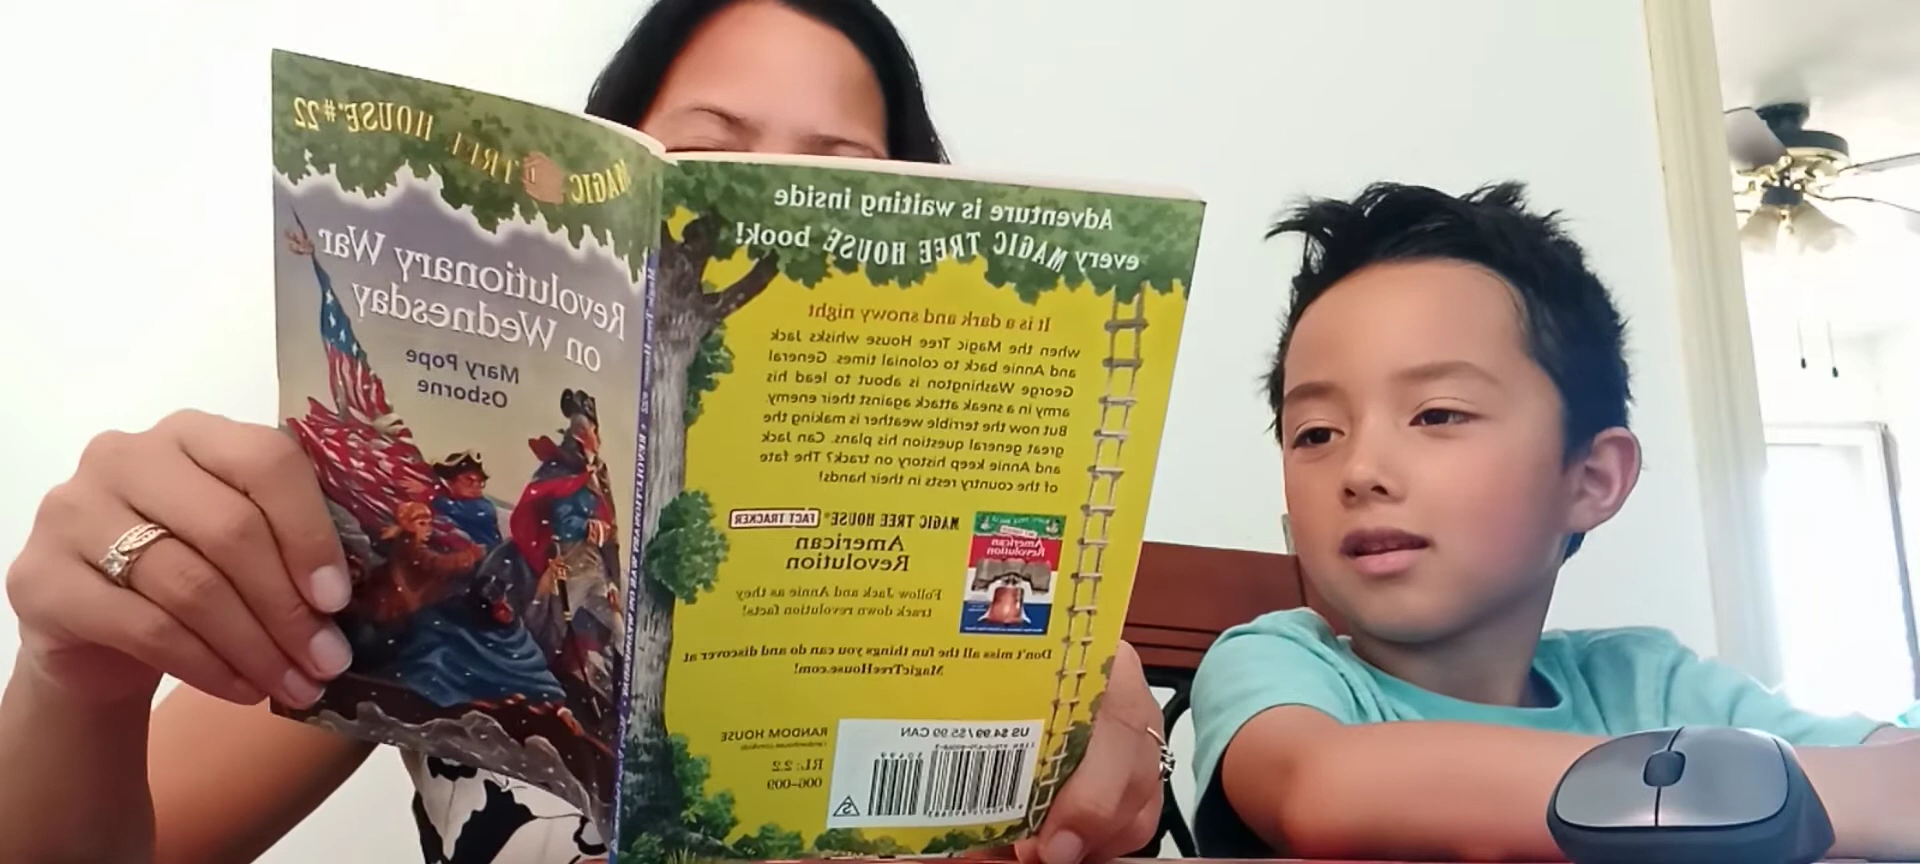 MAGIC TREE HOUSE® #22
Revolutionary War
on Wednesday
Mary Pope
Osborne
Adventure is waiting inside
every MAGIC TREE HOUSE book!
It is a dark and snowy night
when the Magic Tree House whisks Jack
and Annie back to colonial times. General
George Washington is about to lead his
army in a sneak attack against their enemy.
But now the terrible weather is making the
great general question his plans. Can Jack
and Annie keep history on track? The fate
of the country rests in their hands!
MAGIC TREE HOUSE® FACT TRACKER
American
Revolution
Follow Jack and Annie as they
track down revolution facts!
American
Revolution
Don't miss all the fun things you can do and discover at
MagicTreeHouse.com!
RANDOM HOUSE
RL: 2.2
006–009
US $4.99/$5.99 CAN
50499